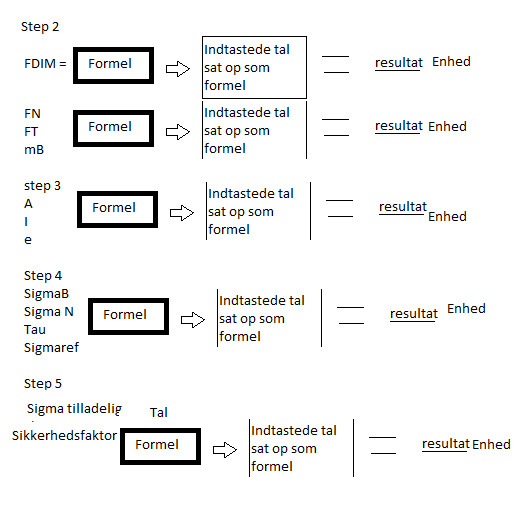 Step 2
FDIM = Formel Indtastede tal sat op som formel resultat Enhed
FN
FT
mB
Formel Indtastede tal sat op som formel resultat Enhed
step 3
A
I
e
Formel Indtastede tal sat op som formel resultat Enhed
Step 4
SigmaB
Sigma N
Tau
Sigmaref
Formel Indtastede tal sat op som formel resultat Enhed
Step 5
Sigma tilladelig Tal
Sikkerhedsfaktor Formel Indtastede tal sat op som formel resultat Enhed